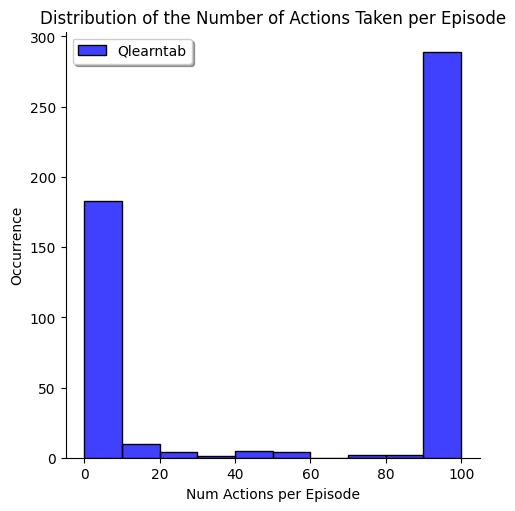 Distribution of the Number of Actions Taken per Episode
Qlearntab
300
250
200
150
100
50
0
Occurrence
0 20 40 60 80 100
Num Actions per Episode